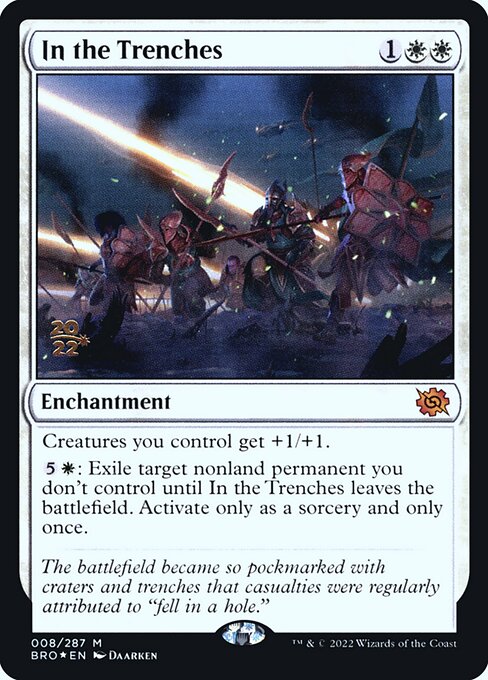 In the Trenches 1
20
22
Enchantment
Creatures you control get +1/+1.
5 : Exile target nonland permanent you
don't control until In the Trenches leaves the
battlefield. Activate only as a sorcery and only
once.
The battlefield became so pockmarked with
craters and trenches that casualties were regularly
attributed to “fell in a hole.”
008/287 M
™ & © 2022 Wizards of the Coast
BRO★EN DAARKEN